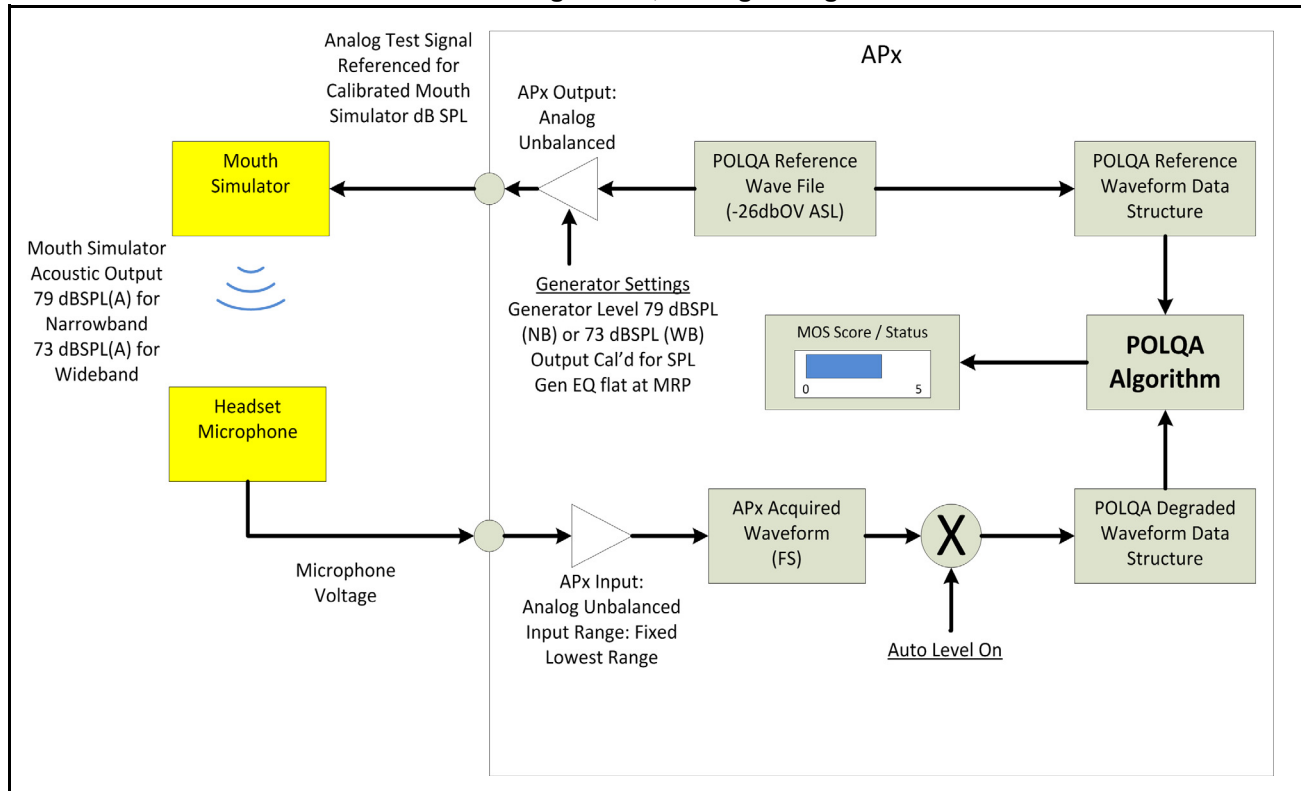 Analog Test Signal
Referenced for
Calibrated Mouth
Simulator dB SPL
APx
APx Output:
Analog
Unbalanced
Mouth
Simulator
POLQA Reference
Wave File
(-26dbOV ASL)
POLQA Reference
Waveform Data
Structure
Mouth Simulator
Acoustic Output
79 dBSPL(A) for
Narrowband
73 dBSPL(A) for
Wideband
Generator Settings
Generator Level 79 dBSPL
(NB) or 73 dBSPL (WB)
Output Cal’d for SPL
Gen EQ flat at MRP
MOS Score / Status
0
5
POLQA
Algorithm
Headset
Microphone
Microphone
Voltage
APx Input:
Analog Unbalanced
Input Range: Fixed
Lowest Range
APx Acquired
Waveform
(FS)
X
Auto Level On
POLQA Degraded
Waveform Data
Structure